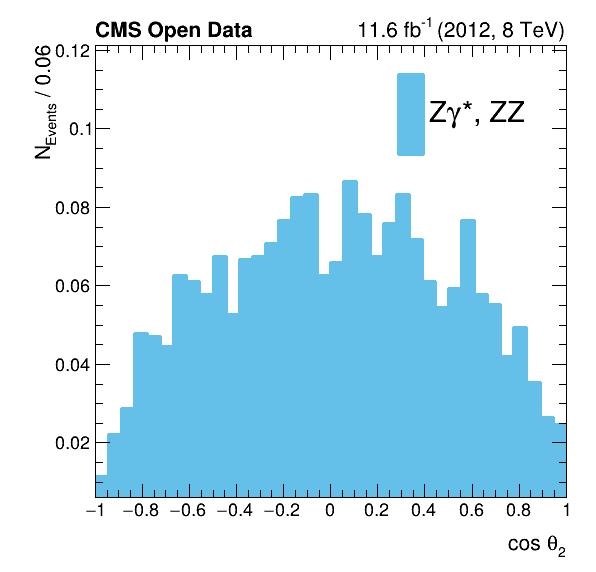 CMS Open Data 11.6 fb⁻¹ (2012, 8 TeV)
N_Events / 0.06
0.12
0.1
0.08
0.06
0.04
0.02
Zγ*, ZZ
−1 −0.8 −0.6 −0.4 −0.2 0 0.2 0.4 0.6 0.8 1
cos θ₂